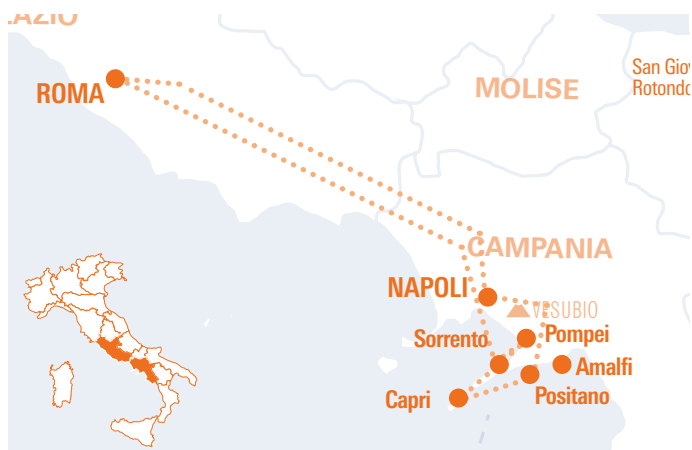 LAZIO
San Giov
Rotondo
ROMA
MOLISE
CAMPANIA
NAPOLI
VESUBIO
Sorrento
Pompei
Amalfi
Capri
Positano